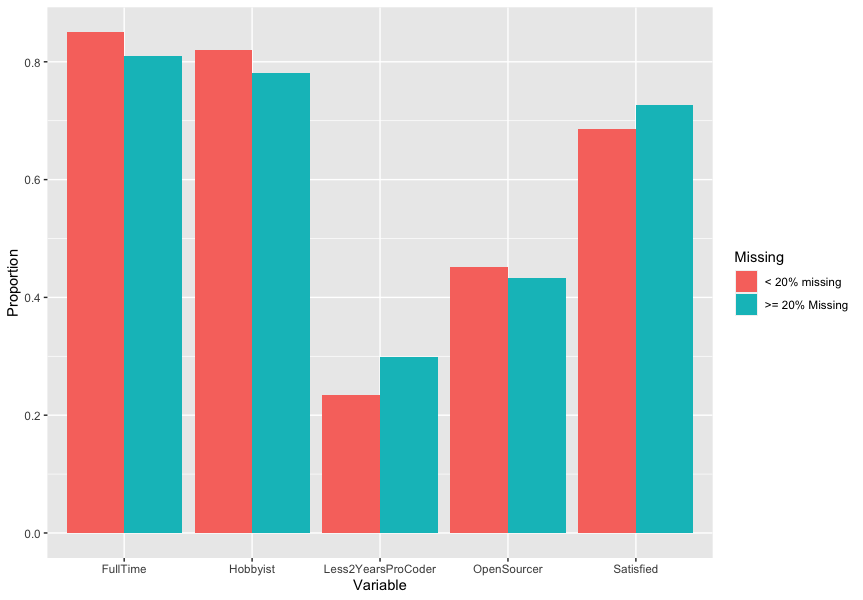 Proportion
0.8
0.6
0.4
0.2
0.0
FullTime
Hobbyist
Less2YearsProCoder
OpenSourcer
Satisfied
Variable
Missing
< 20% missing
>= 20% Missing